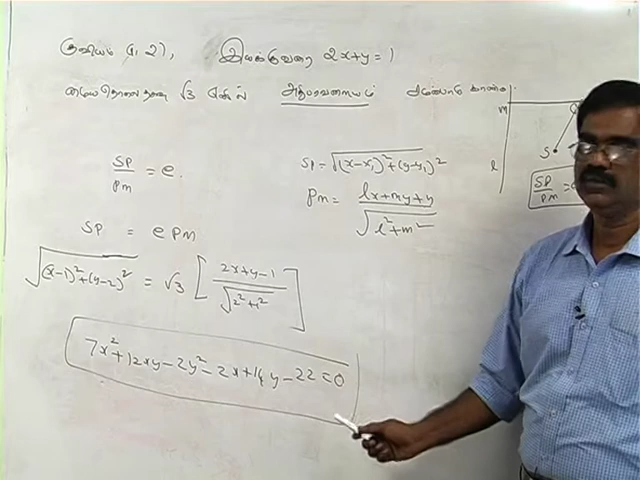 குவியம் (1, 2), இயக்குவரை 2x+y=1
மையதொலைதகவு √3 எனில் அதிபரவளையம் சமன்பாடு காண்க.
SP/PM = e.
SP = √((x-x₁)²+(y-y₁)²
PM = lx+my+n/√(l²+m²)
SP = e PM
√((x-1)²+(y-2)²) = √3 [2x+y-1/√(2²+1²)]
7x²+12xy-2y²-2x+14y-22=0
M
S
l
SP/PM =